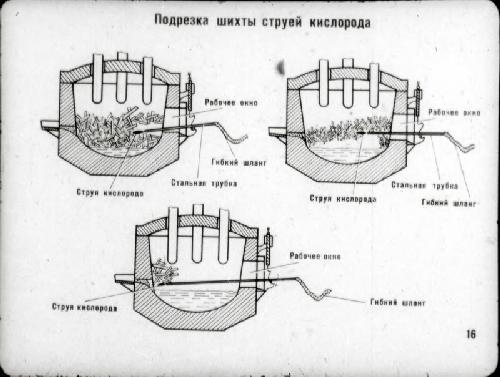 Подрезка шихты струей кислорода
Рабочее окно
Гибкий шланг
Стальная трубка
Струя кислорода
Рабочее окно
Стальная трубка
Гибкий шланг
Струя кислорода
Рабочее окно
Гибкий шланг
Струя кислорода
16